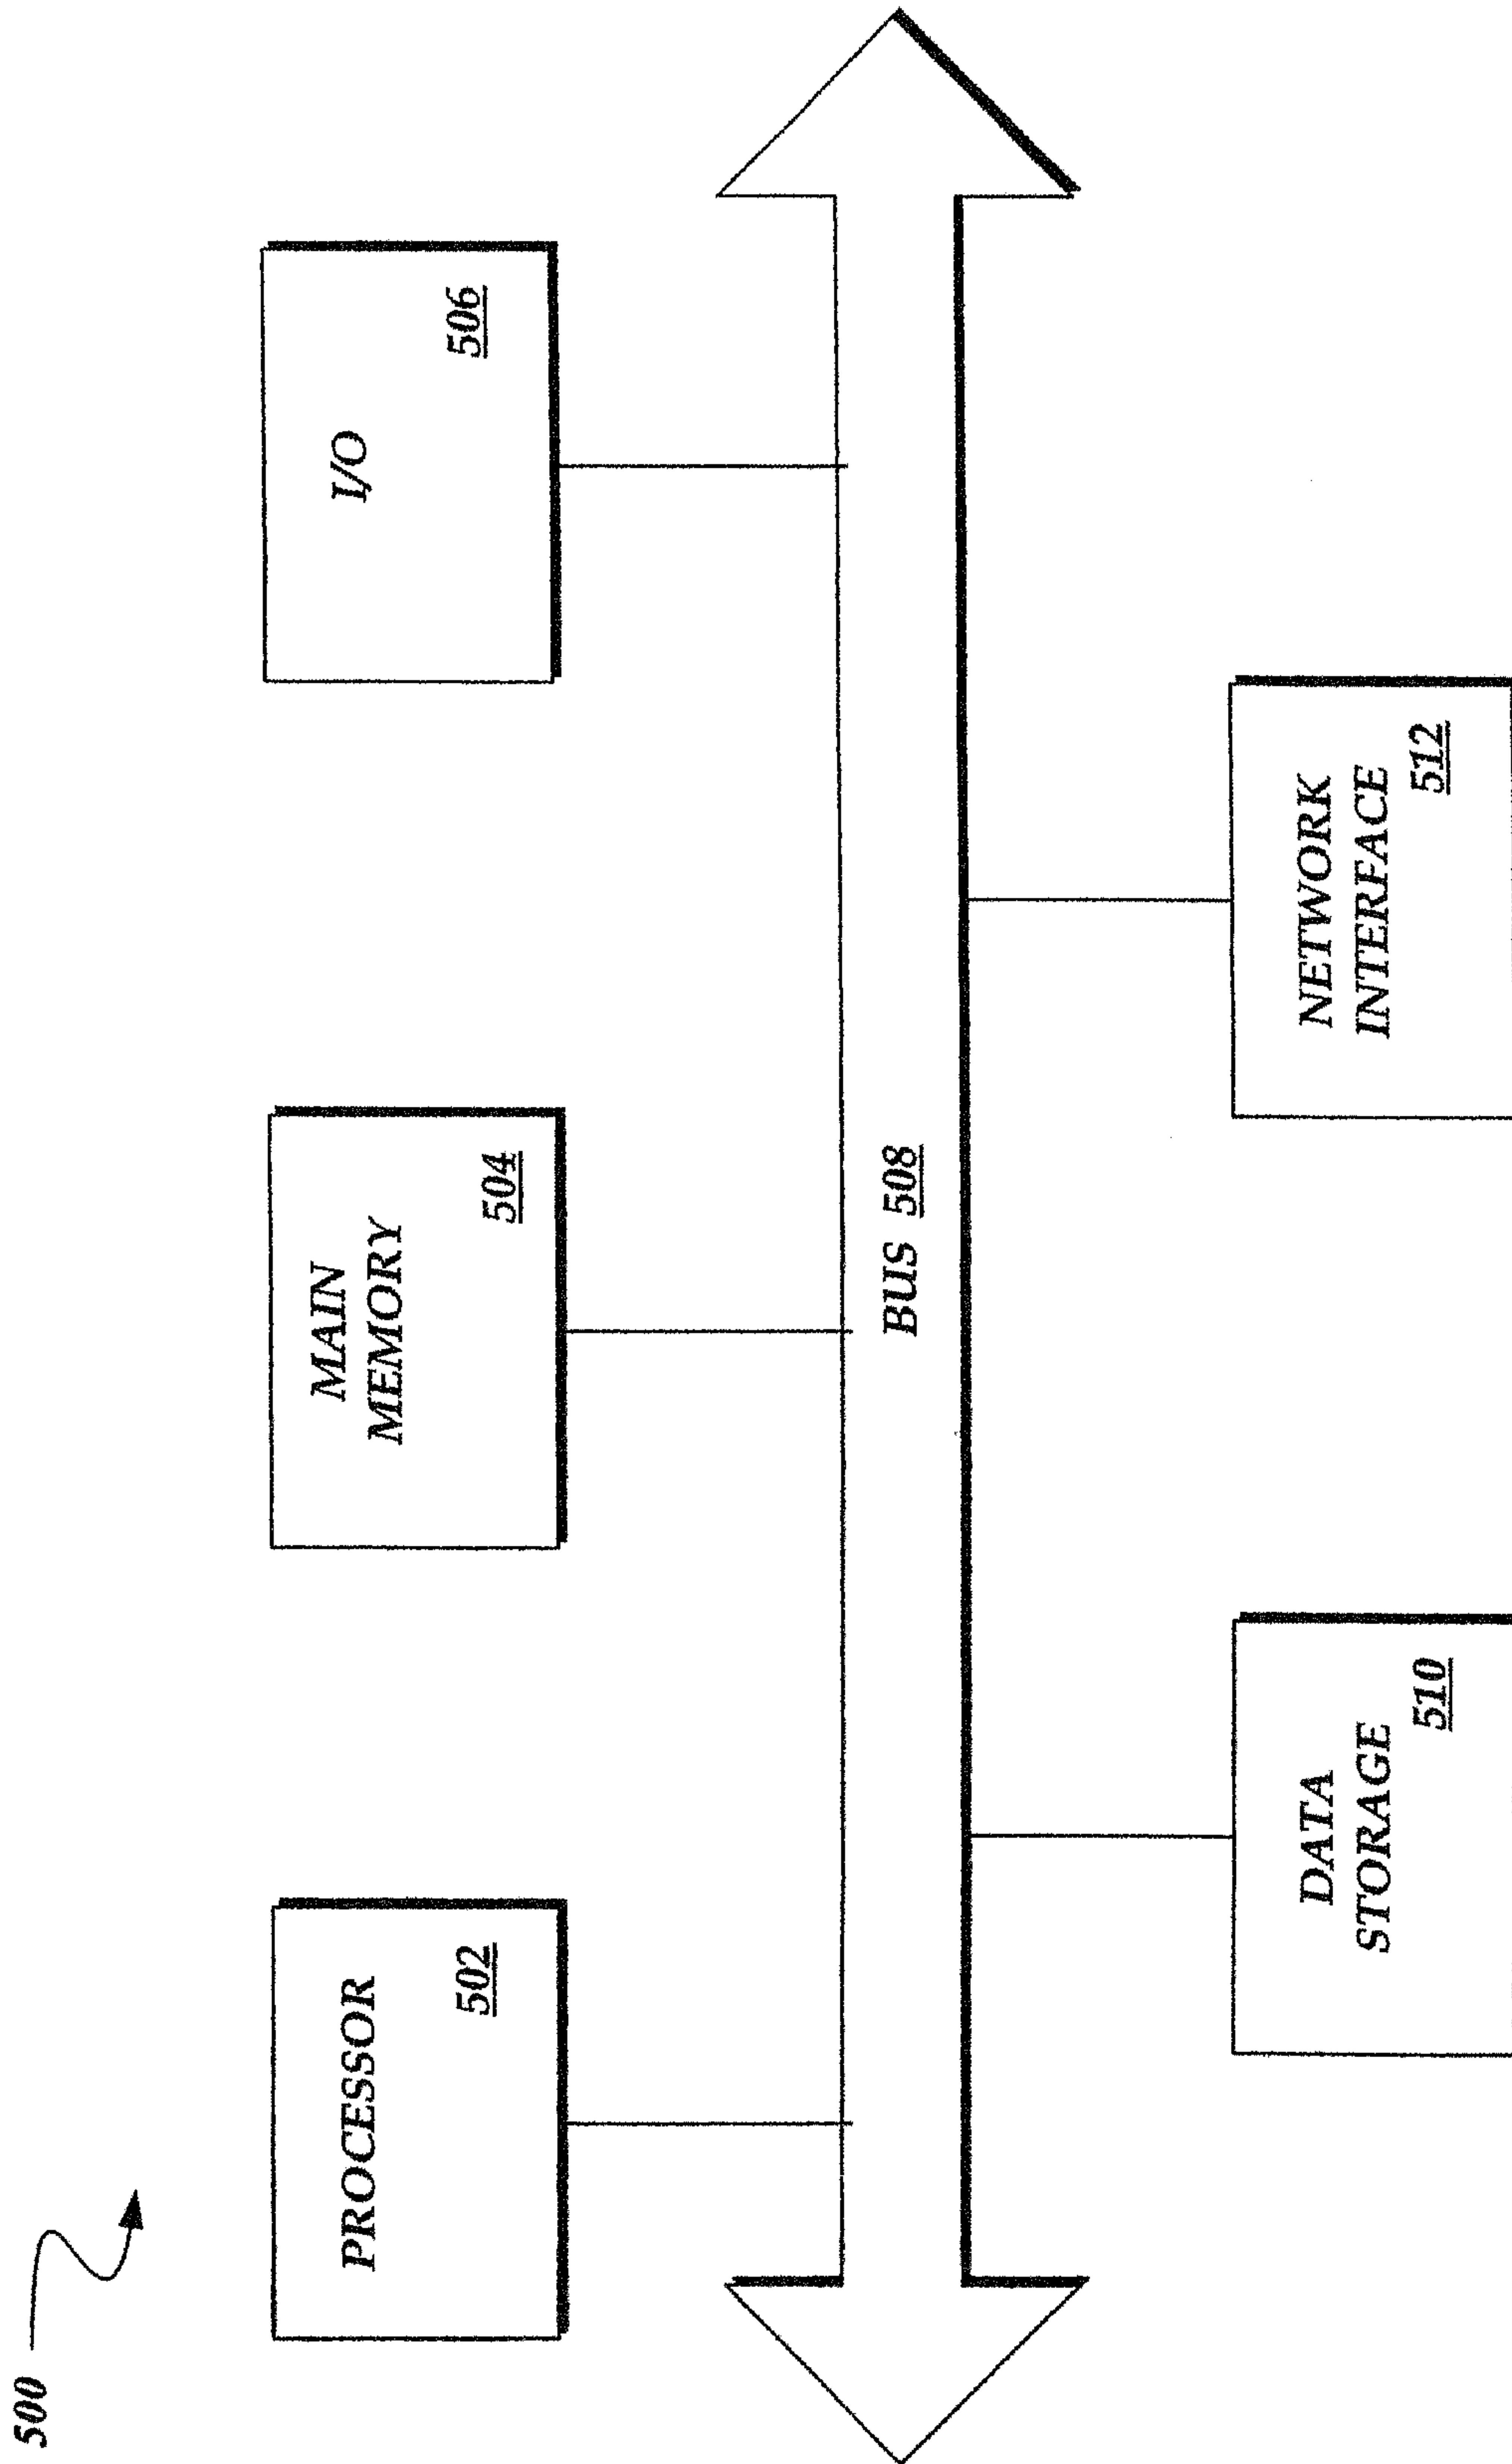 500
PROCESSOR
502
MAIN
MEMORY
504
I/O
506
BUS 508
DATA
STORAGE
510
NETWORK
INTERFACE
512